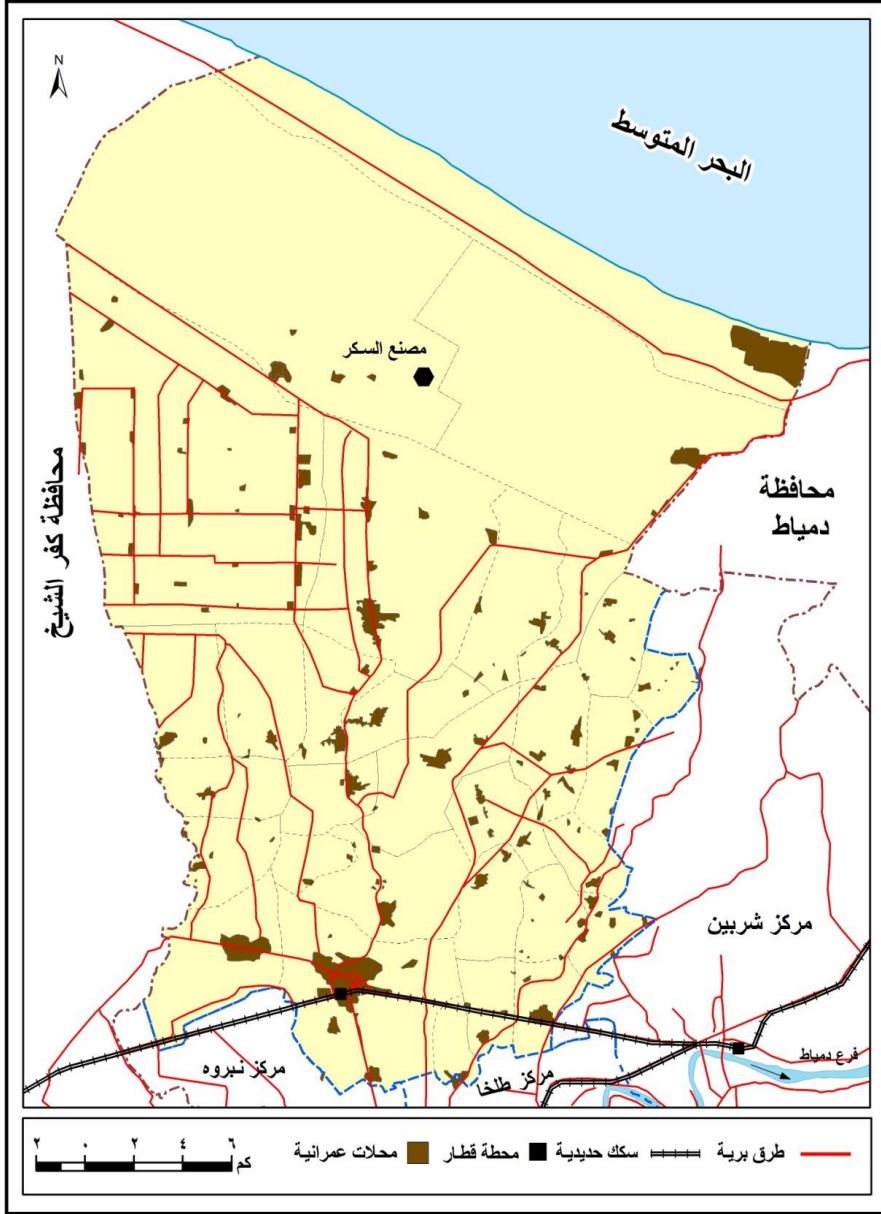 N
البحر المتوسط
مصنع السكر
محافظة كفر الشيخ
محافظة
دمياط
مركز شربين
فرع دمياط
مركز نبروه
مركز طلخا
طرق برية
سكك حديدية
محطة قطار
محلات عمرانية
٢ ٠ ٢ ٤ ٦
كم